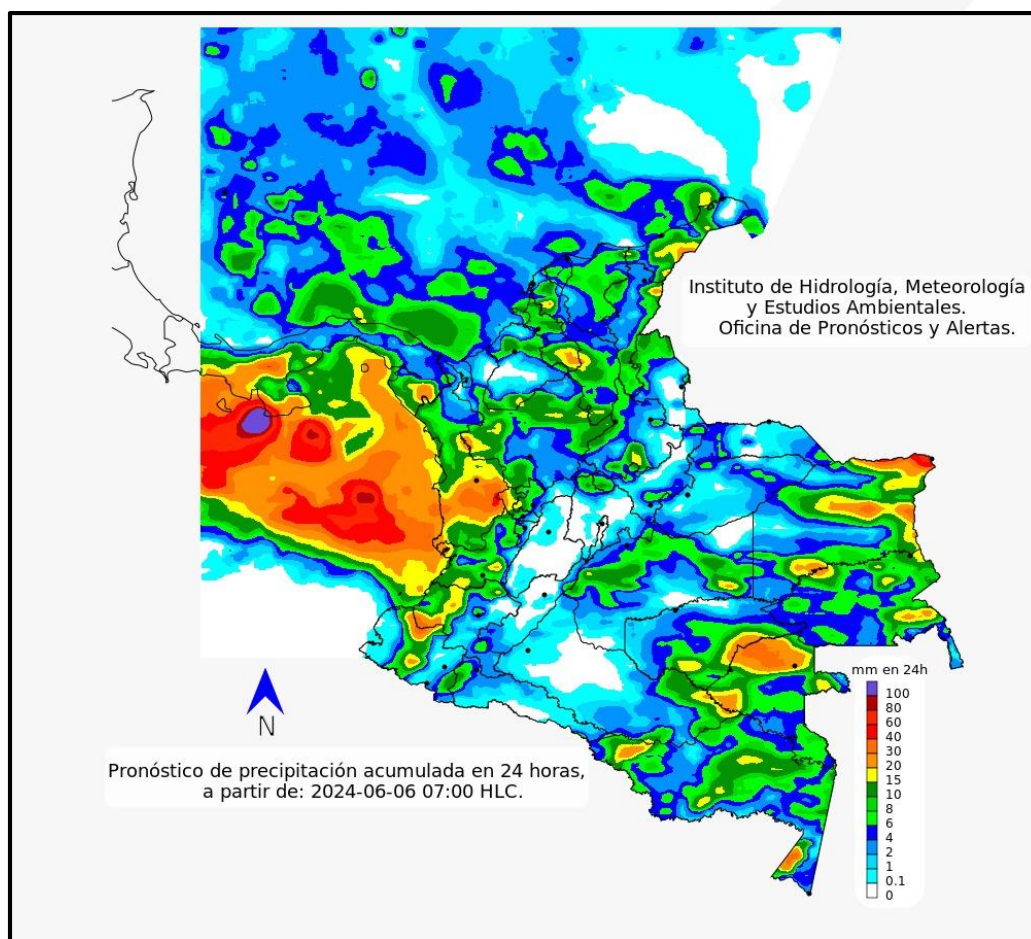 Instituto de Hidrología, Meteorología
y Estudios Ambientales.
Oficina de Pronósticos y Alertas.
mm en 24h
100
80
60
40
30
20
15
10
8
6
4
2
1
0.1
0
N
Pronóstico de precipitación acumulada en 24 horas,
a partir de: 2024-06-06 07:00 HLC.